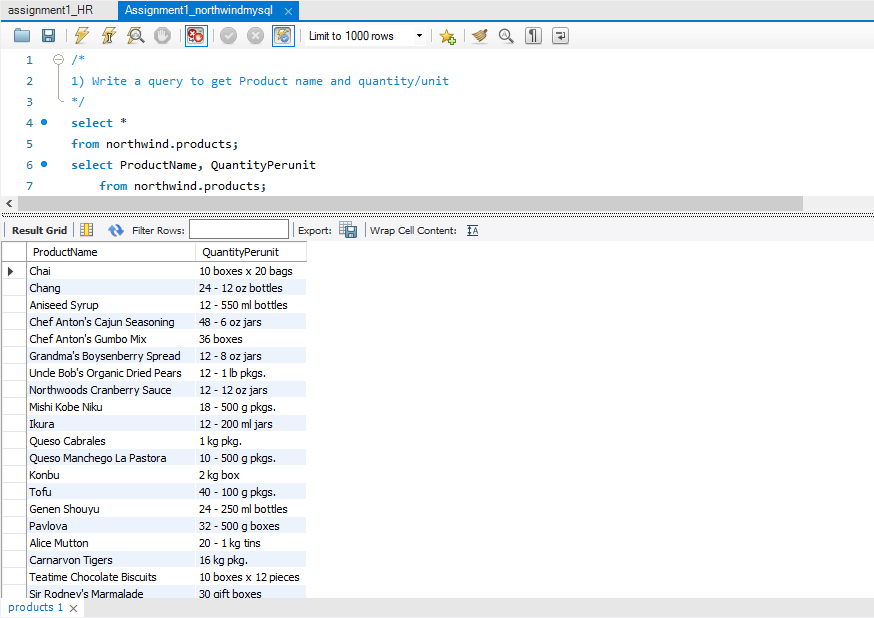 assignment1_HR Assignment1_northwindmysql
Limit to 1000 rows
1 /*
2 1) Write a query to get Product name and quantity/unit
3 */
4 select *
5 from northwind.products;
6 select ProductName, QuantityPerunit
7 from northwind.products;
Result Grid Filter Rows: Export: Wrap Cell Content:
ProductName QuantityPerunit
Chai 10 boxes x 20 bags
Chang 24 - 12 oz bottles
Aniseed Syrup 12 - 550 ml bottles
Chef Anton's Cajun Seasoning 48 - 6 oz jars
Chef Anton's Gumbo Mix 36 boxes
Grandma's Boysenberry Spread 12 - 8 oz jars
Uncle Bob's Organic Dried Pears 12 - 1 lb pkgs.
Northwoods Cranberry Sauce 12 - 12 oz jars
Mishi Kobe Niku 18 - 500 g pkgs.
Ikura 12 - 200 ml jars
Queso Cabrales 1 kg pkg.
Queso Manchego La Pastora 10 - 500 g pkgs.
Konbu 2 kg box
Tofu 40 - 100 g pkgs.
Genen Shouyu 24 - 250 ml bottles
Pavlova 32 - 500 g boxes
Alice Mutton 20 - 1 kg tins
Carnarvon Tigers 16 kg pkg.
Teatime Chocolate Biscuits 10 boxes x 12 pieces
Sir Rodney's Marmalade 30 gift boxes
products 1